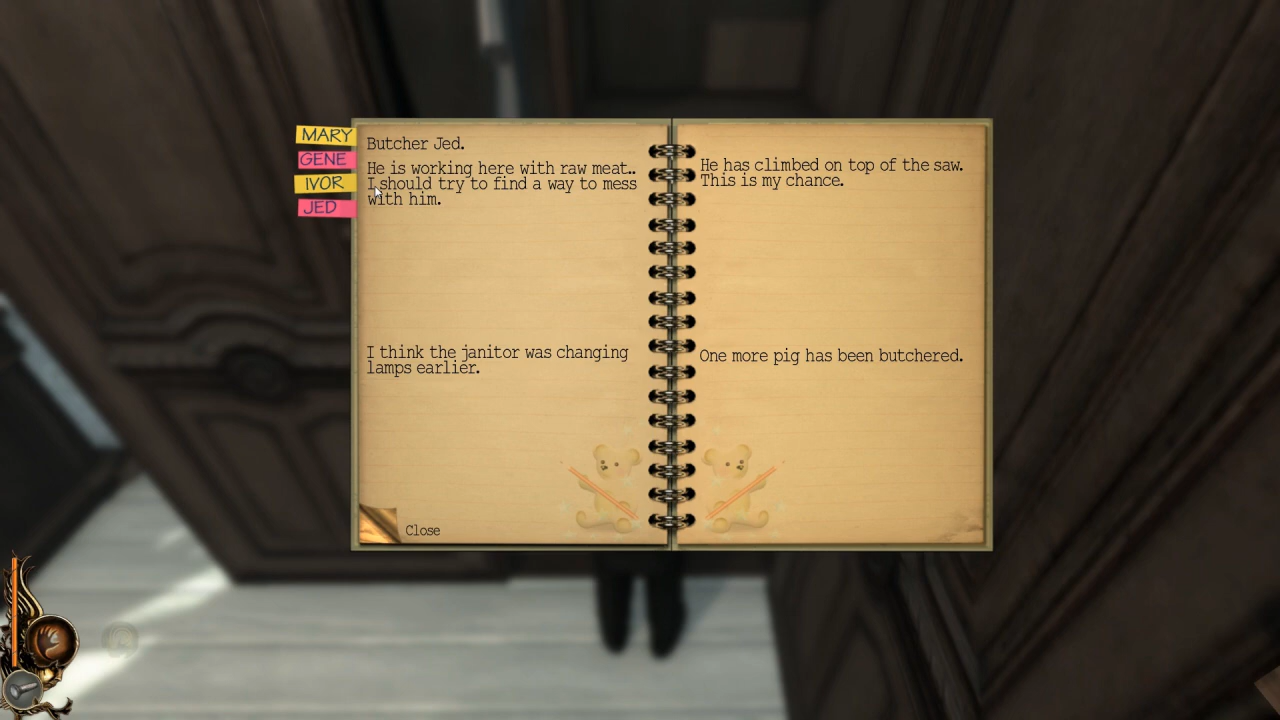 MARY
GENE
IVOR
JED
Butcher Jed.
He is working here with raw meat..
I should try to find a way to mess
with him.
I think the janitor was changing
lamps earlier.
Close
He has climbed on top of the saw.
This is my chance.
One more pig has been butchered.